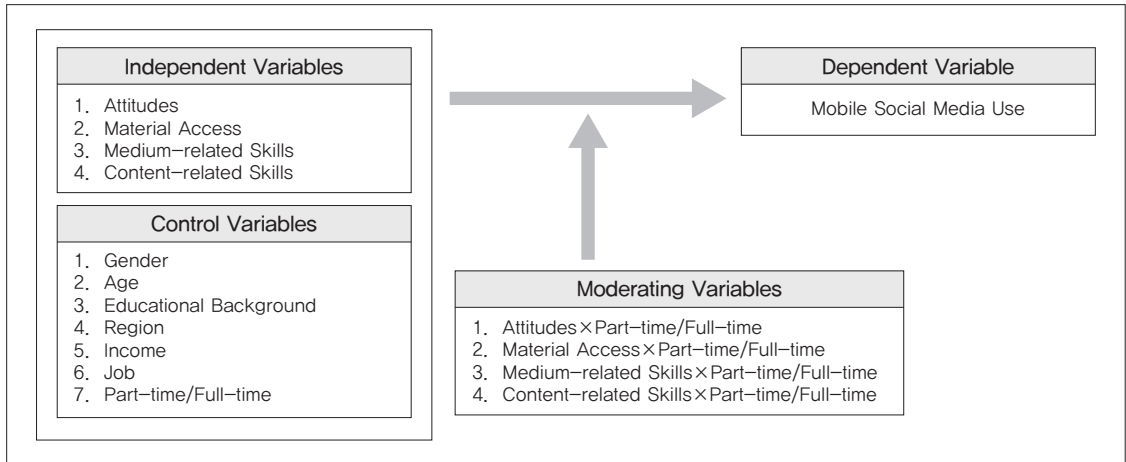 Independent Variables
1. Attitudes
2. Material Access
3. Medium-related Skills
4. Content-related Skills
Control Variables
1. Gender
2. Age
3. Educational Background
4. Region
5. Income
6. Job
7. Part-time/Full-time
Dependent Variable
Mobile Social Media Use
Moderating Variables
1. Attitudes×Part-time/Full-time
2. Material Access×Part-time/Full-time
3. Medium-related Skills×Part-time/Full-time
4. Content-related Skills×Part-time/Full-time